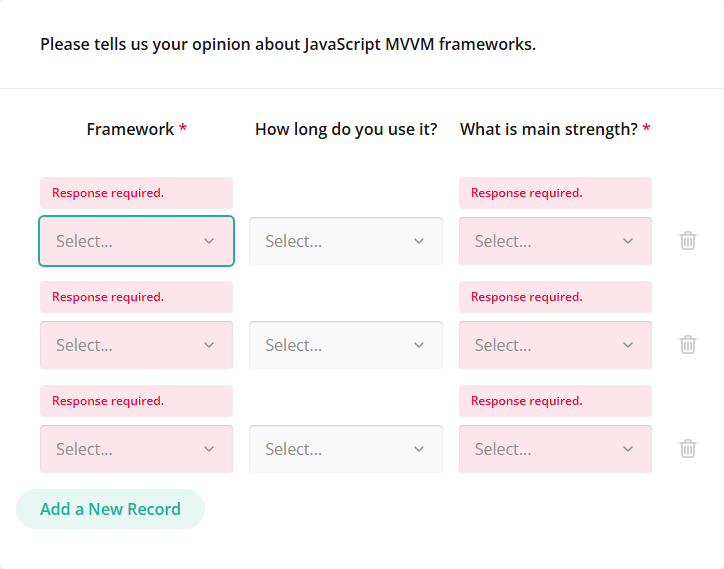 Please tells us your opinion about JavaScript MVVM frameworks.
Framework * How long do you use it? What is main strength? *
Response required. Response required.
Select... Select... Select...
Response required. Response required.
Select... Select... Select...
Response required. Response required.
Select... Select... Select...
Add a New Record